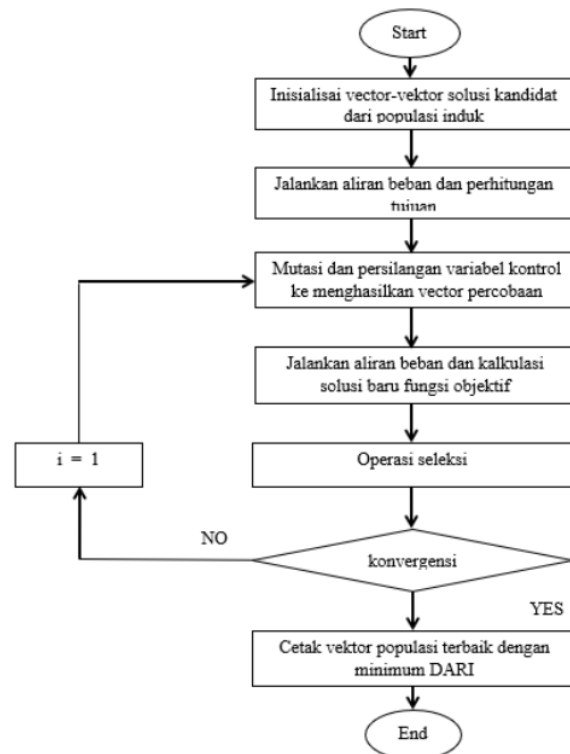 Start
Inisialisai vector-vektor solusi kandidat
dari populasi induk
Jalankan aliran beban dan perhitungan
tujuan
Mutasi dan persilangan variabel kontrol
ke menghasilkan vector percobaan
Jalankan aliran beban dan kalkulasi
solusi baru fungsi objektif
i = 1
Operasi seleksi
NO
konvergensi
YES
Cetak vektor populasi terbaik dengan
minimum DARI
End